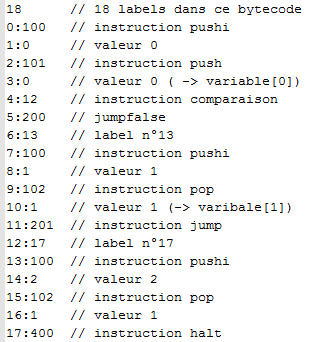 18 // 18 labels dans ce bytecode
0:100 // instruction pushi
1:0 // valeur 0
2:101 // instruction push
3:0 // valeur 0 ( -> variable[0])
4:12 // instruction comparaison
5:200 // jumpfalse
6:13 // label n°13
7:100 // instruction pushi
8:1 // valeur 1
9:102 // instruction pop
10:1 // valeur 1 (-> varibale[1])
11:201 // instruction jump
12:17 // label n°17
13:100 // instruction pushi
14:2 // valeur 2
15:102 // instruction pop
16:1 // valeur 1
17:400 // instruction halt